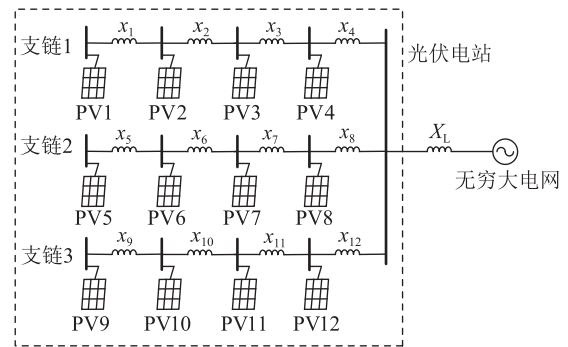 支链1 x₁ x₂ x₃ x₄ 光伏电站
PV1 PV2 PV3 PV4
支链2 x₅ x₆ x₇ x₈ X_L
PV5 PV6 PV7 PV8 无穷大电网
支链3 x₉ x₁₀ x₁₁ x₁₂
PV9 PV10 PV11 PV12